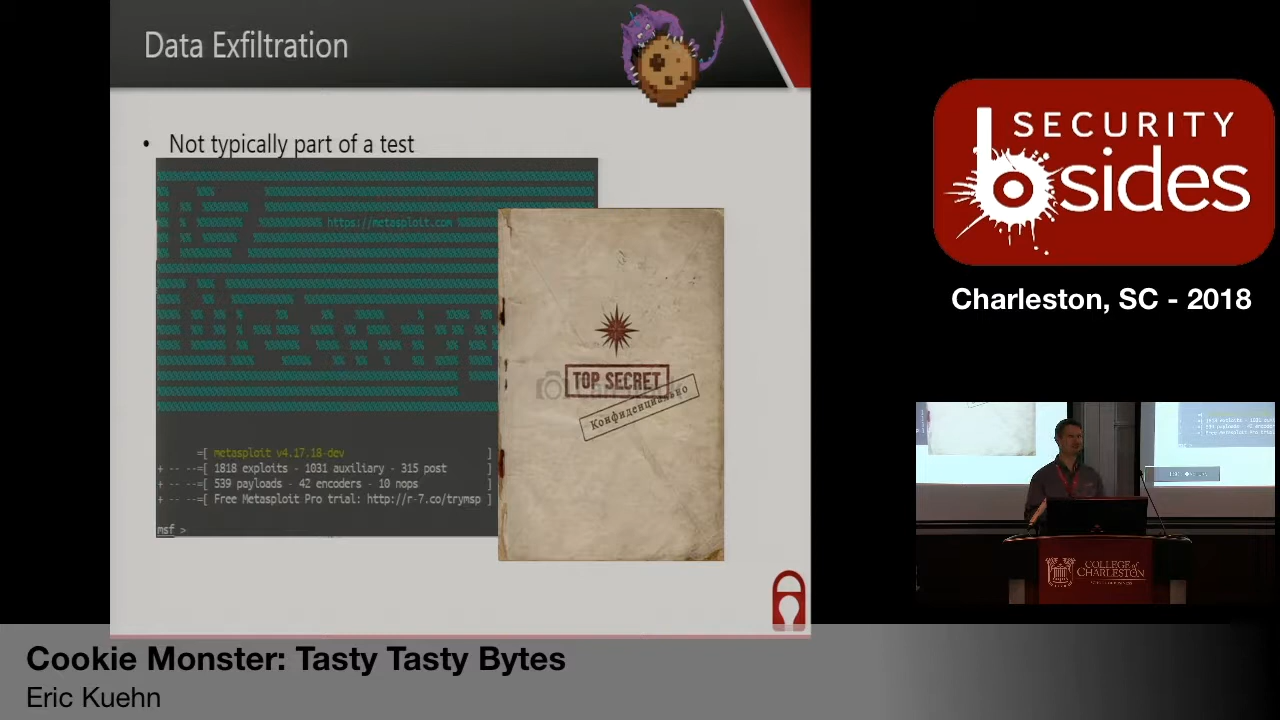 Data Exfiltration
• Not typically part of a test
https://metasploit.com
=[ metasploit v4.17.18-dev ]
+ -- --=[ 1818 exploits - 1031 auxiliary - 315 post ]
+ -- --=[ 539 payloads - 42 encoders - 10 nops ]
+ -- --=[ Free Metasploit Pro trial: http://r-7.co/trymsp ]
msf >
TOP SECRET
Конфиденциально
SECURITY
bsides
Charleston, SC - 2018
COLLEGE of
CHARLESTON
Cookie Monster: Tasty Tasty Bytes
Eric Kuehn